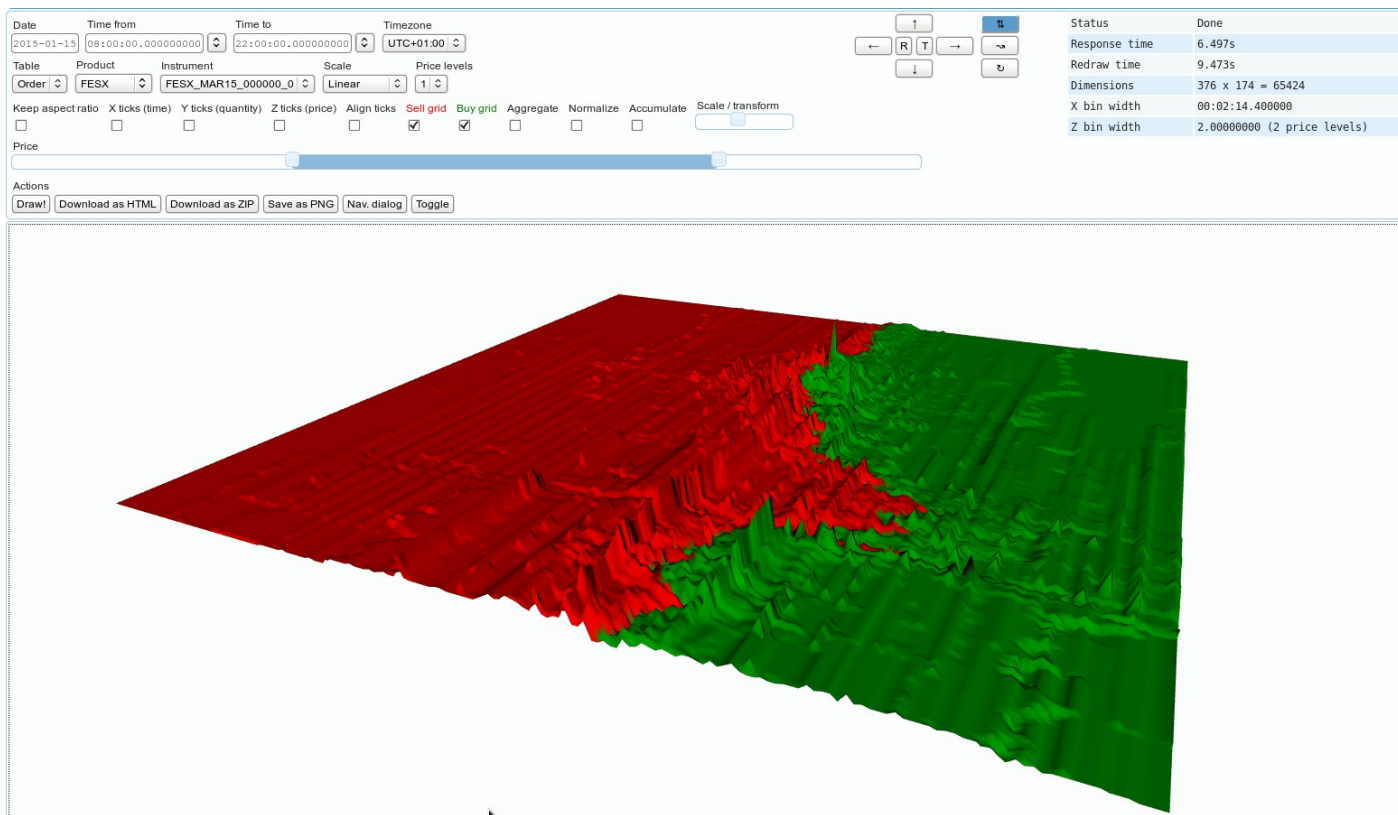 Date Time from Time to Timezone
2015-01-15 08:00:00.000000000 22:00:00.000000000 UTC+01:00
Table Product Instrument Scale Price levels
Order FESX FESX_MAR15_000000_0 Linear 1
Keep aspect ratio X ticks (time) Y ticks (quantity) Z ticks (price) Align ticks Sell grid Buy grid Aggregate Normalize Accumulate Scale / transform
Price
Actions
Draw! Download as HTML Download as ZIP Save as PNG Nav. dialog Toggle
↑ ⇅
← R T → ↝
↓ ↻
Status Done
Response time 6.497s
Redraw time 9.473s
Dimensions 376 x 174 = 65424
X bin width 00:02:14.400000
Z bin width 2.00000000 (2 price levels)